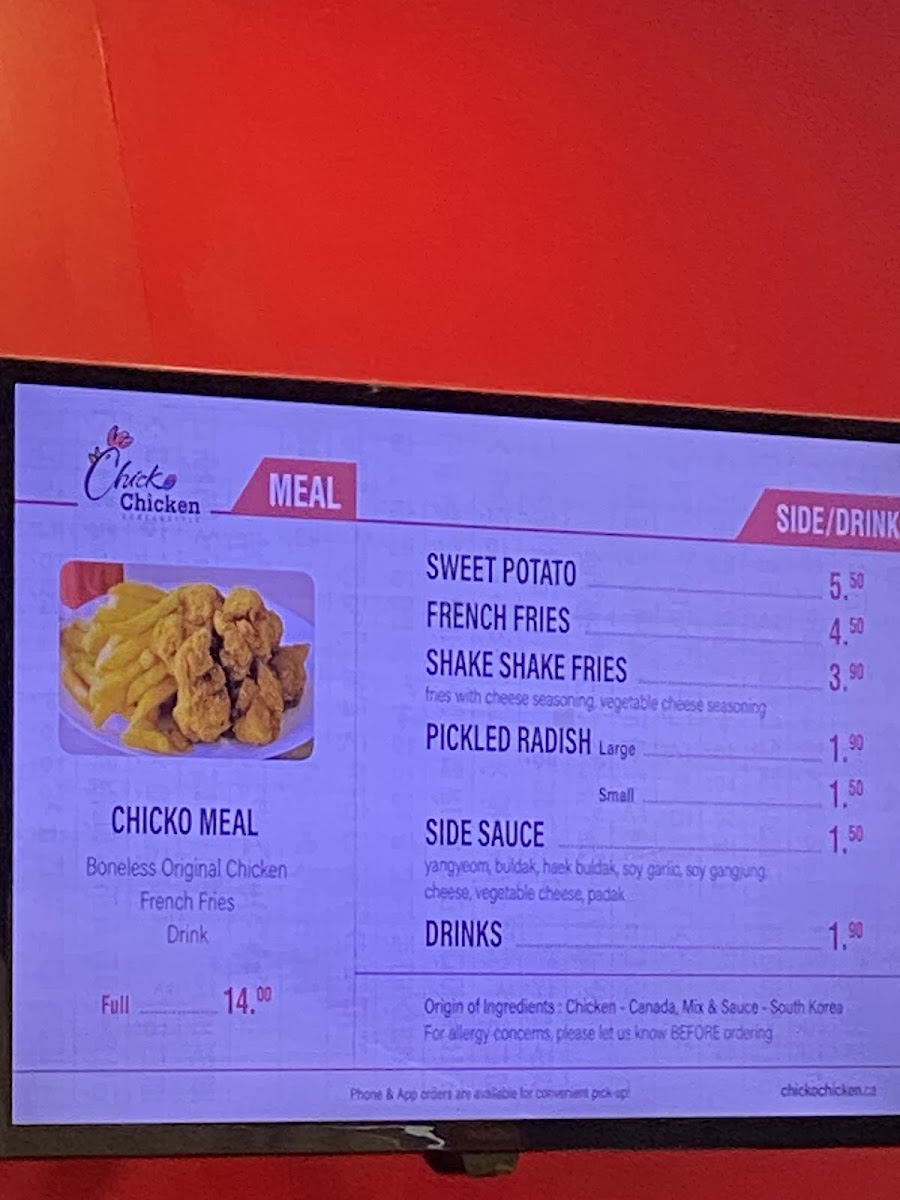 Chicko
Chicken
MEAL
SIDE/DRINK
CHICKO MEAL
Boneless Original Chicken
French Fries
Drink
Full 14.00
SWEET POTATO 5.50
FRENCH FRIES 4.50
SHAKE SHAKE FRIES 3.90
fries with cheese seasoning, vegetable cheese seasoning
PICKLED RADISH Large 1.90
Small 1.50
SIDE SAUCE 1.50
yangyeom, buldak, haek buldak, soy garlic, soy gangjung,
cheese, vegetable cheese, padak
DRINKS 1.90
Origin of Ingredients : Chicken - Canada, Mix & Sauce - South Korea
For allergy concerns, please let us know BEFORE ordering
Phone & App orders are available for convenient pick-up!
chickochicken.ca